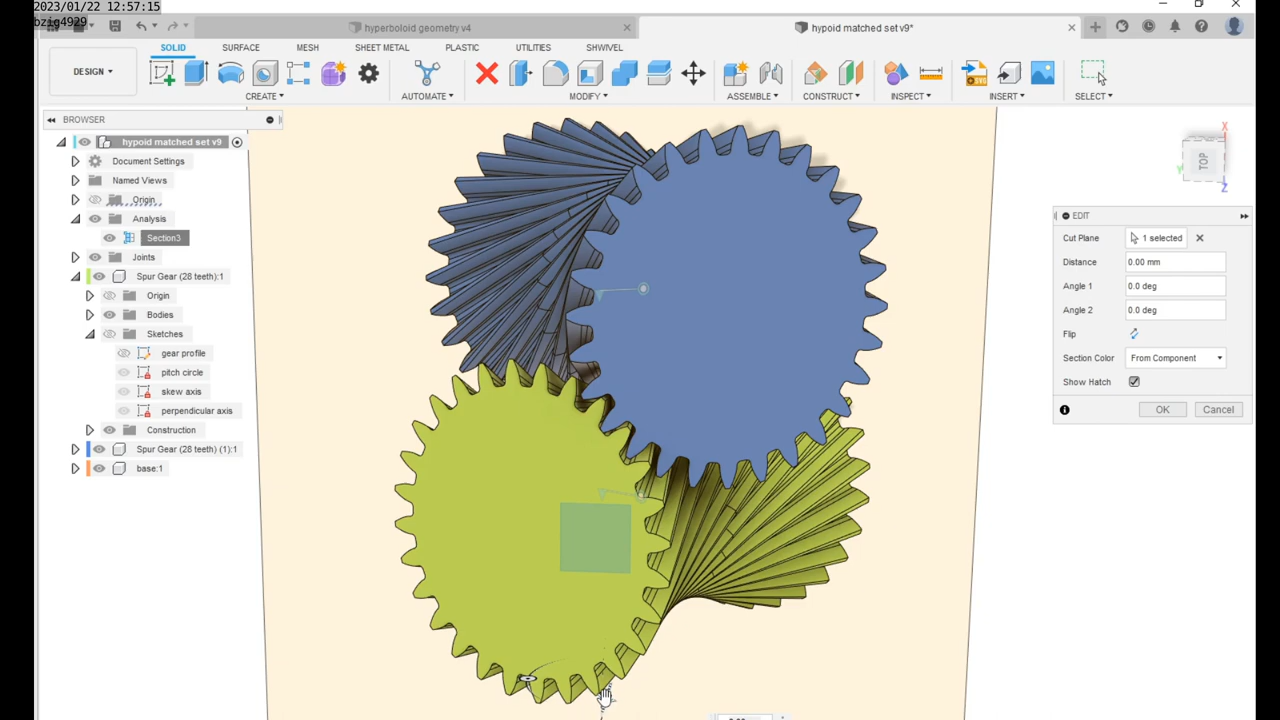 2023/01/22 12:57:15
bzig4929
hyperboloid geometry v4
hypoid matched set v9*
DESIGN
SOLID SURFACE MESH SHEET METAL PLASTIC UTILITIES SHWIVEL
CREATE AUTOMATE MODIFY ASSEMBLE CONSTRUCT INSPECT INSERT SELECT
BROWSER
hypoid matched set v9
Document Settings
Named Views
Origin
Analysis
Section3
Joints
Spur Gear (28 teeth):1
Origin
Bodies
Sketches
gear profile
pitch circle
skew axis
perpendicular axis
Construction
Spur Gear (28 teeth) (1):1
base:1
X
TOP
Y
Z
EDIT
Cut Plane 1 selected
Distance 0.00 mm
Angle 1 0.0 deg
Angle 2 0.0 deg
Flip
Section Color From Component
Show Hatch
OK Cancel